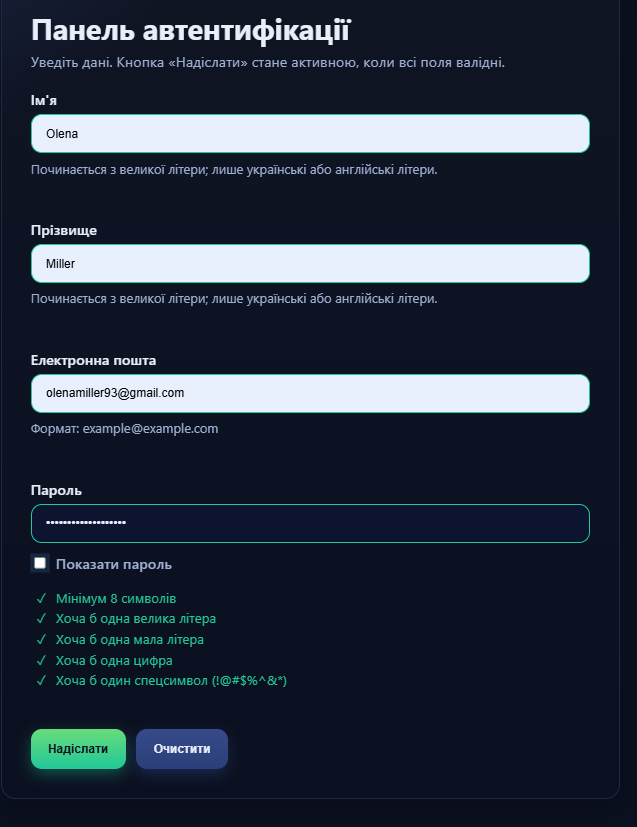 Панель автентифікації
Уведіть дані. Кнопка «Надіслати» стане активною, коли всі поля валідні.
Ім'я
Olena
Починається з великої літери; лише українські або англійські літери.
Прізвище
Miller
Починається з великої літери; лише українські або англійські літери.
Електронна пошта
olenamiller93@gmail.com
Формат: example@example.com
Пароль
•••••••••••••••••••
Показати пароль
✓ Мінімум 8 символів
✓ Хоча б одна велика літера
✓ Хоча б одна мала літера
✓ Хоча б одна цифра
✓ Хоча б один спецсимвол (!@#$%^&*)
Надіслати Очистити